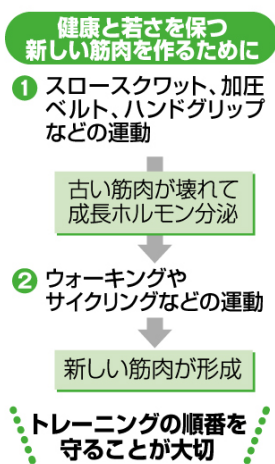 健康と若さを保つ
新しい筋肉を作るために
❶ スロースクワット、加圧
ベルト、ハンドグリップ
などの運動
古い筋肉が壊れて
成長ホルモン分泌
❷ ウォーキングや
サイクリングなどの運動
新しい筋肉が形成
トレーニングの順番を
守ることが大切